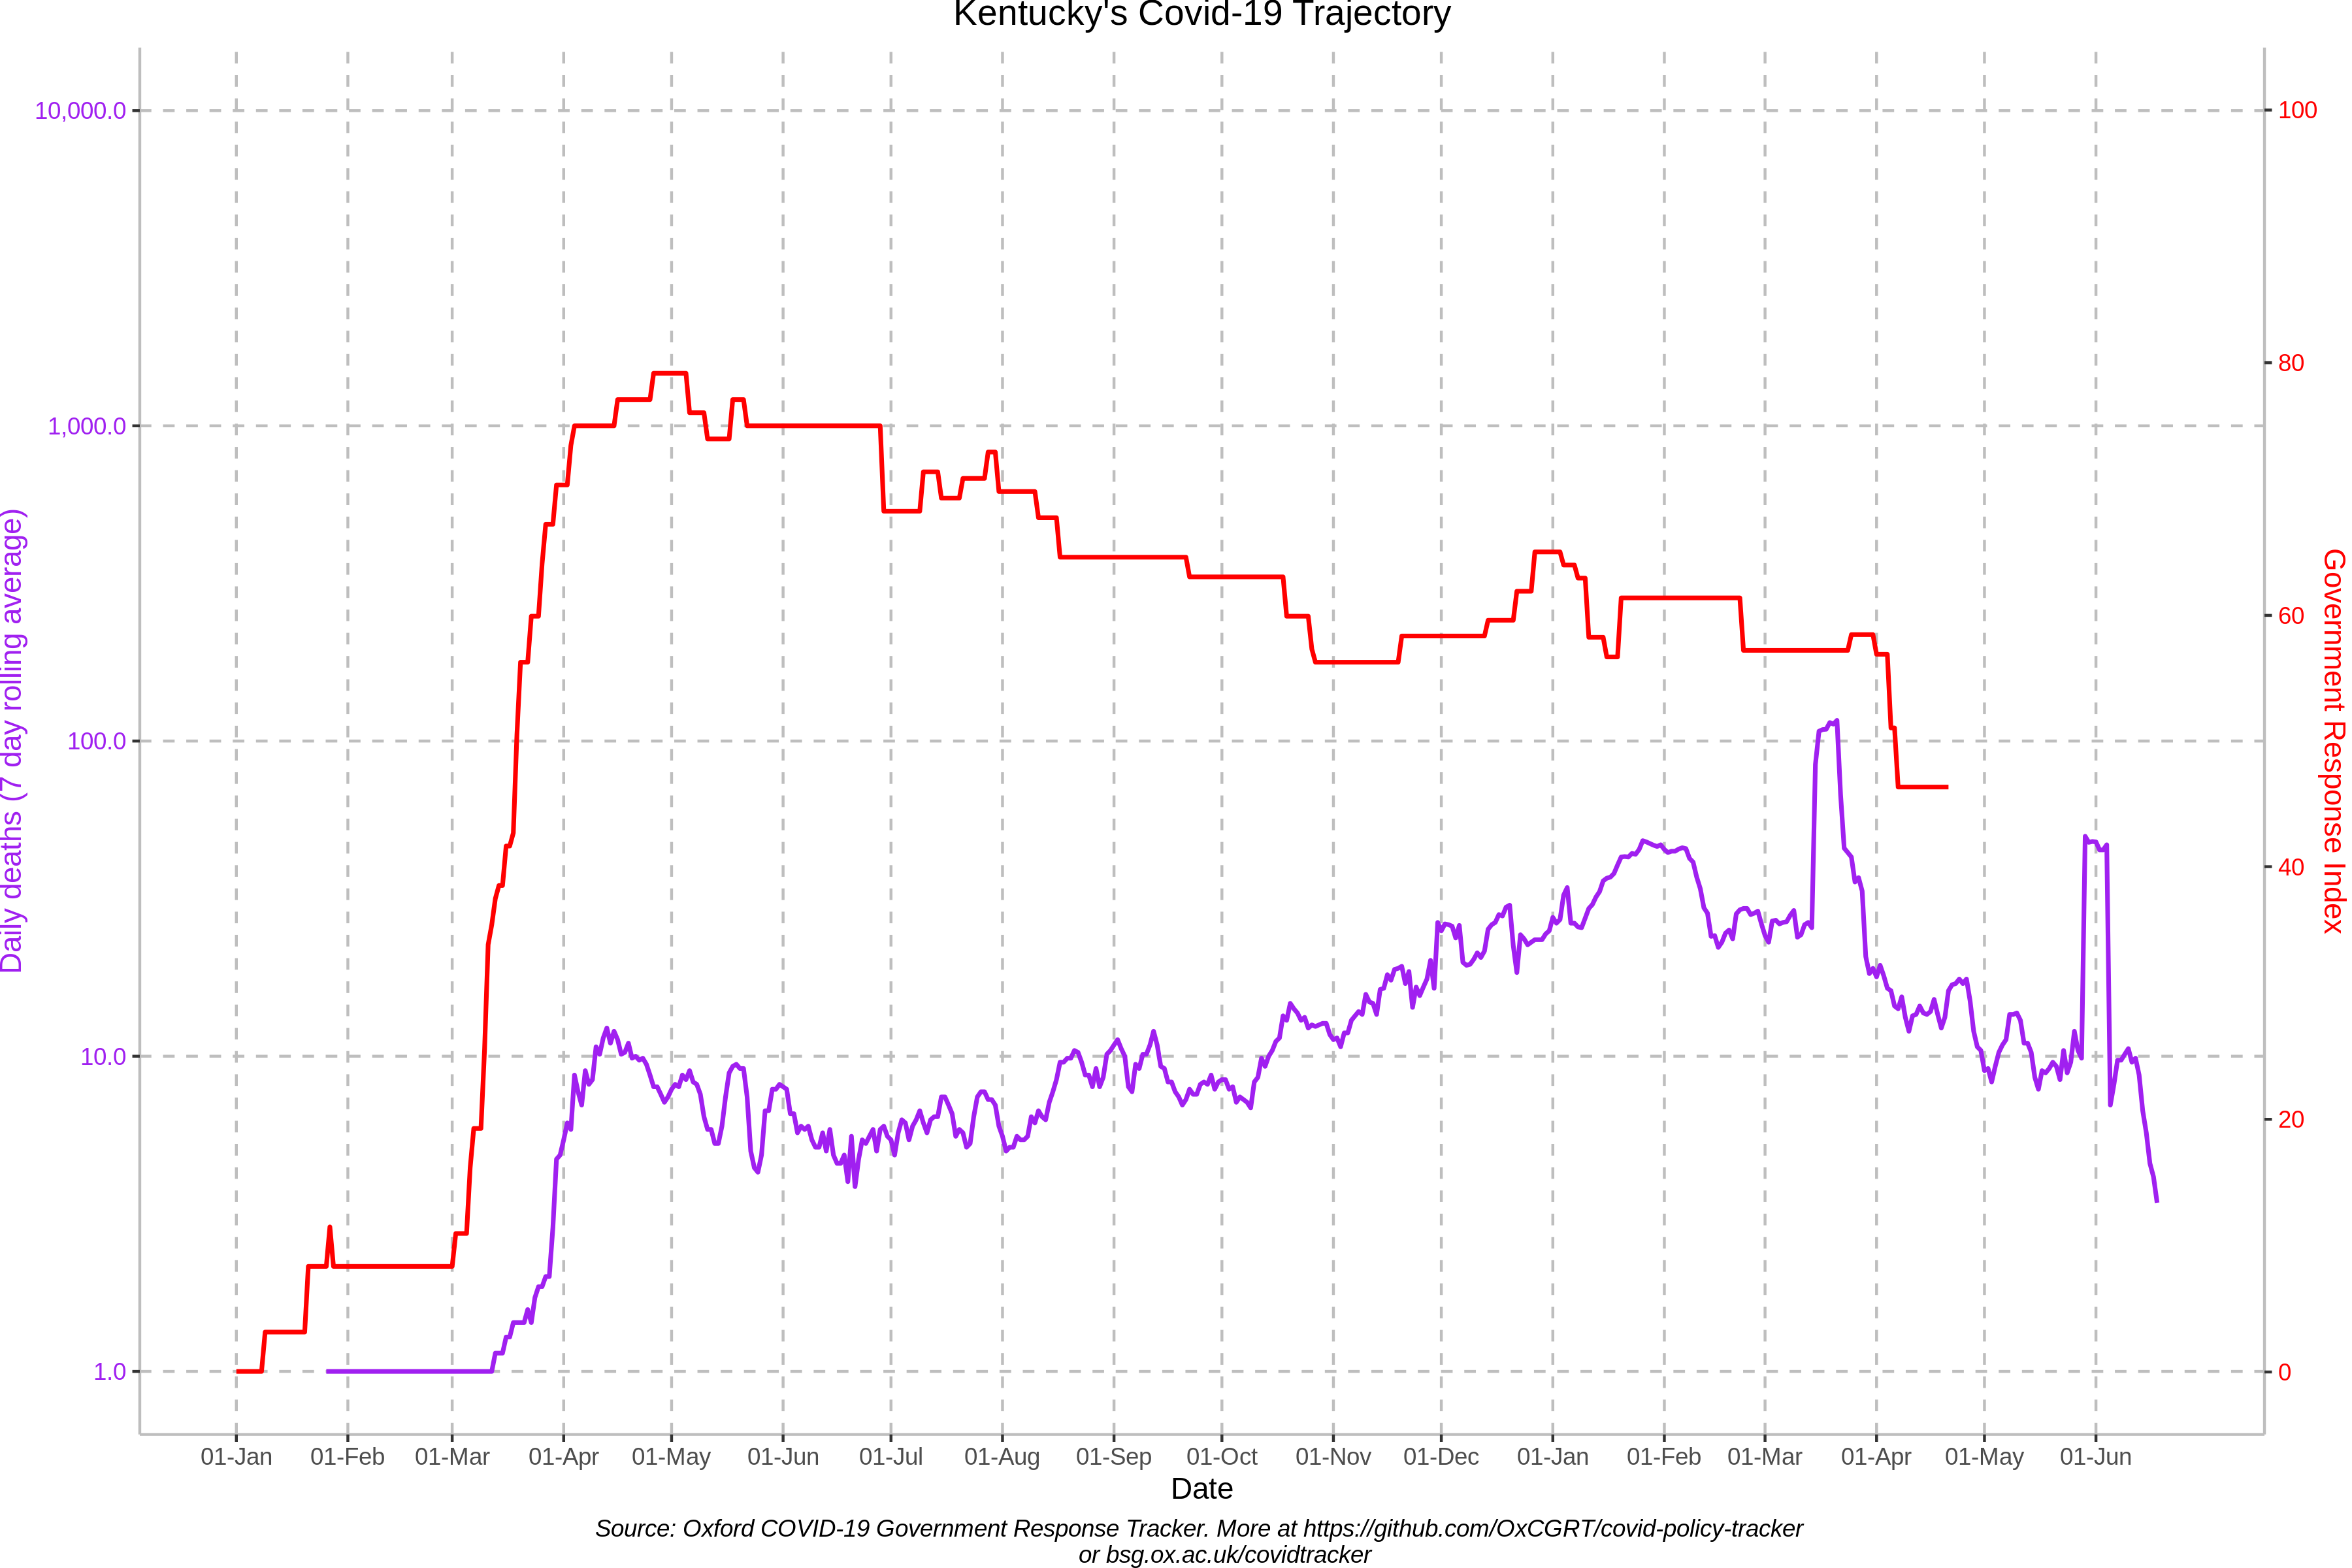 Kentucky's Covid-19 Trajectory
10,000.0
1,000.0
100.0
10.0
1.0
Daily deaths (7 day rolling average)
100
80
60
40
20
0
Government Response Index
01-Jan 01-Feb 01-Mar 01-Apr 01-May 01-Jun 01-Jul 01-Aug 01-Sep 01-Oct 01-Nov 01-Dec 01-Jan 01-Feb 01-Mar 01-Apr 01-May 01-Jun
Date
Source: Oxford COVID-19 Government Response Tracker. More at https://github.com/OxCGRT/covid-policy-tracker
or bsg.ox.ac.uk/covidtracker